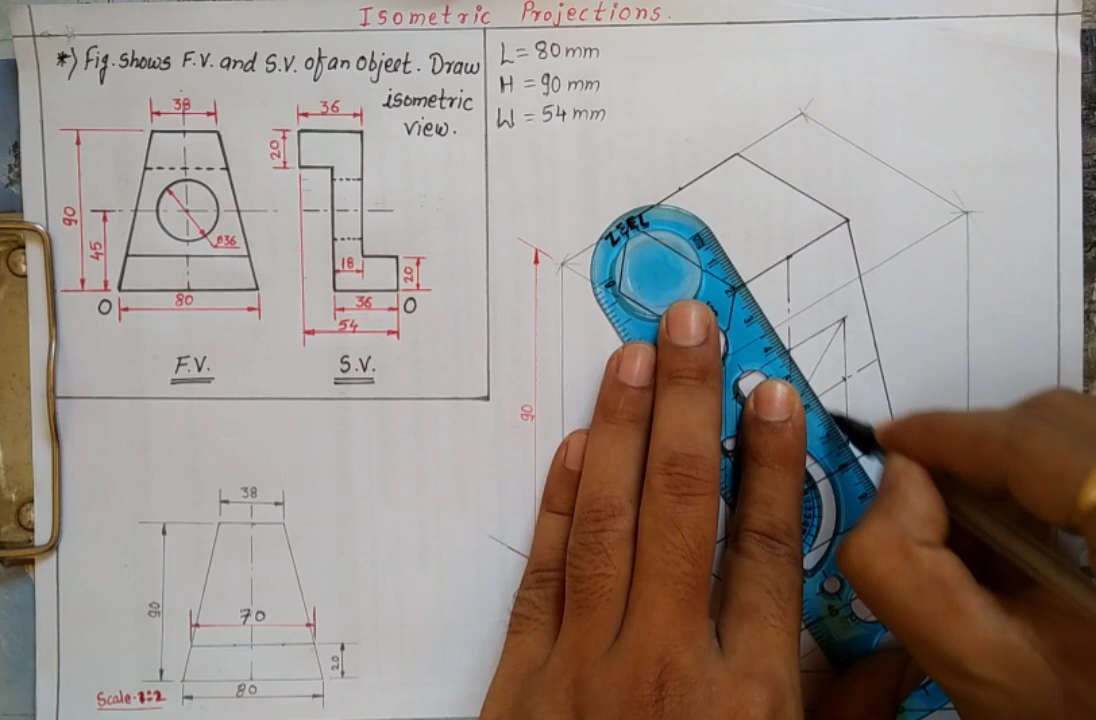 Isometric Projections.
*) Fig. shows F.V. and S.V. of an object. Draw
isometric
view.
L = 80 mm
H = 90 mm
W = 54 mm
38
36
20
90
45
ø36
18
20
O
80
36
O
54
F.V.
S.V.
ZEEL
90
38
90
70
20
80
Scale-1:2